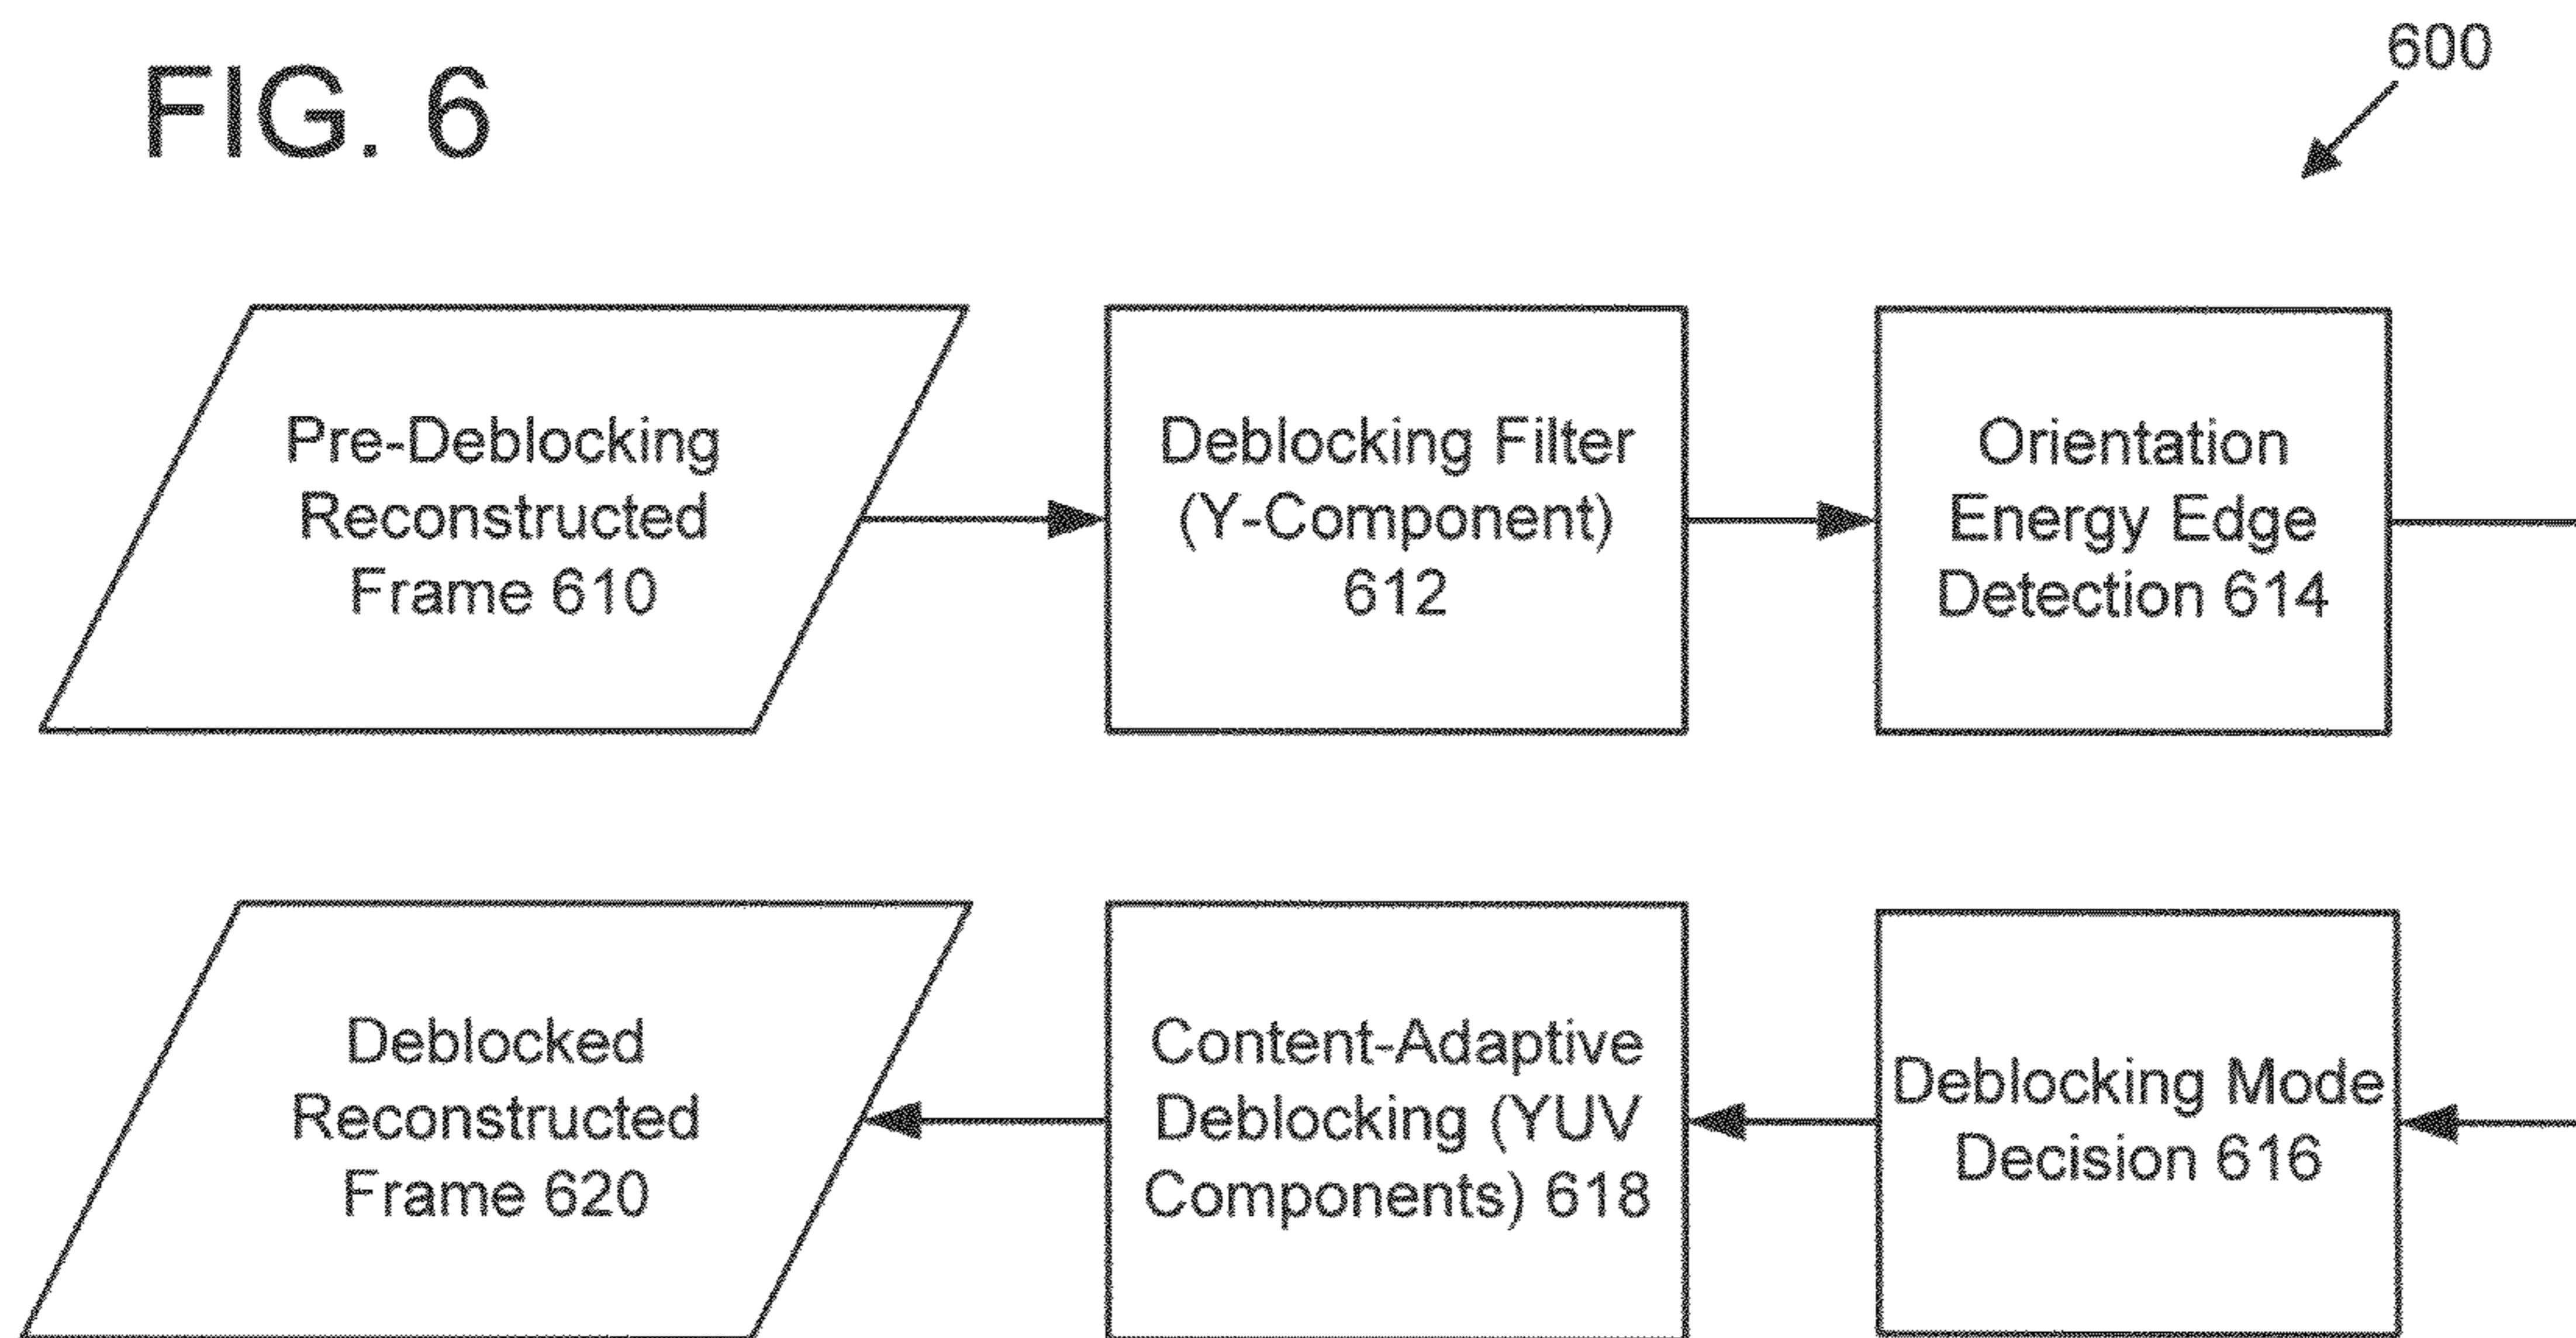 FIG. 6
600
Pre-Deblocking
Reconstructed
Frame 610
Deblocking Filter
(Y-Component)
612
Orientation
Energy Edge
Detection 614
Deblocked
Reconstructed
Frame 620
Content-Adaptive
Deblocking (YUV
Components) 618
Deblocking Mode
Decision 616